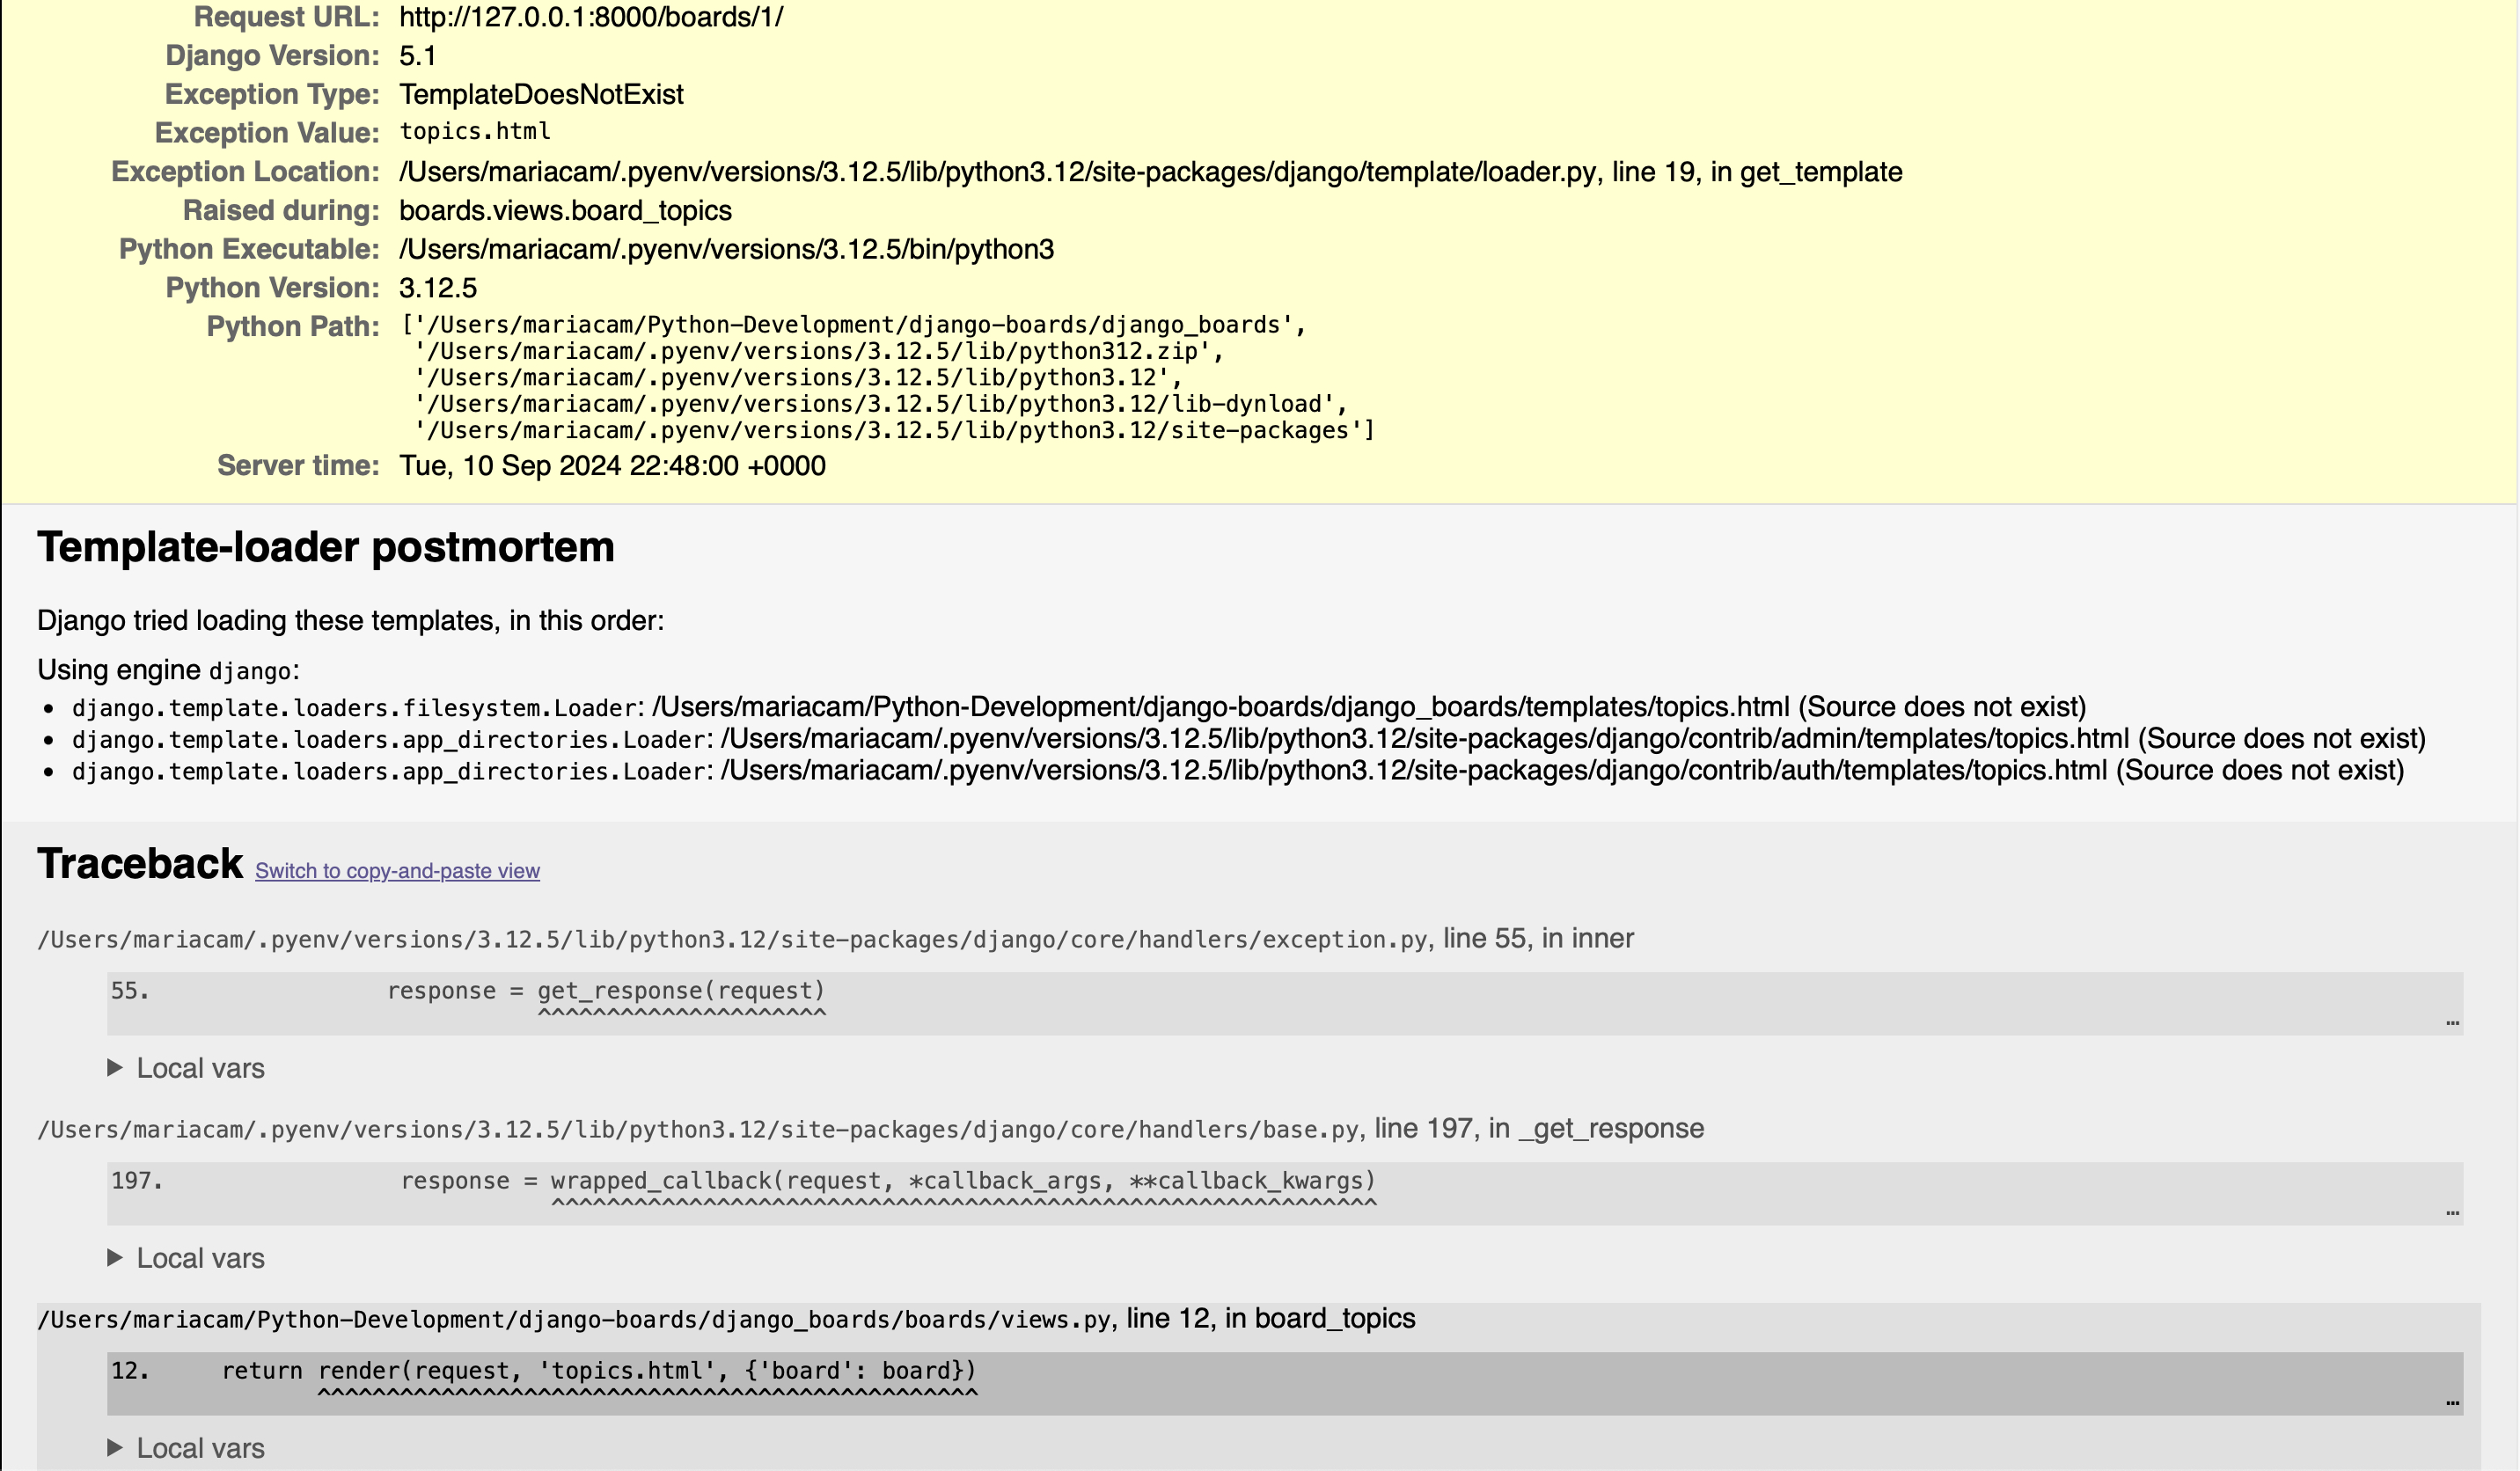 Request URL: http://127.0.0.1:8000/boards/1/
Django Version: 5.1
Exception Type: TemplateDoesNotExist
Exception Value: topics.html
Exception Location: /Users/mariacam/.pyenv/versions/3.12.5/lib/python3.12/site-packages/django/template/loader.py, line 19, in get_template
Raised during: boards.views.board_topics
Python Executable: /Users/mariacam/.pyenv/versions/3.12.5/bin/python3
Python Version: 3.12.5
Python Path: ['/Users/mariacam/Python-Development/django-boards/django_boards',
'/Users/mariacam/.pyenv/versions/3.12.5/lib/python312.zip',
'/Users/mariacam/.pyenv/versions/3.12.5/lib/python3.12',
'/Users/mariacam/.pyenv/versions/3.12.5/lib/python3.12/lib-dynload',
'/Users/mariacam/.pyenv/versions/3.12.5/lib/python3.12/site-packages']
Server time: Tue, 10 Sep 2024 22:48:00 +0000
Template-loader postmortem
Django tried loading these templates, in this order:
Using engine django:
• django.template.loaders.filesystem.Loader: /Users/mariacam/Python-Development/django-boards/django_boards/templates/topics.html (Source does not exist)
• django.template.loaders.app_directories.Loader: /Users/mariacam/.pyenv/versions/3.12.5/lib/python3.12/site-packages/django/contrib/admin/templates/topics.html (Source does not exist)
• django.template.loaders.app_directories.Loader: /Users/mariacam/.pyenv/versions/3.12.5/lib/python3.12/site-packages/django/contrib/auth/templates/topics.html (Source does not exist)
Traceback Switch to copy-and-paste view
/Users/mariacam/.pyenv/versions/3.12.5/lib/python3.12/site-packages/django/core/handlers/exception.py, line 55, in inner
55. response = get_response(request)
^^^^^^^^^^^^^^^^^^^^^
…
▶ Local vars
/Users/mariacam/.pyenv/versions/3.12.5/lib/python3.12/site-packages/django/core/handlers/base.py, line 197, in _get_response
197. response = wrapped_callback(request, *callback_args, **callback_kwargs)
^^^^^^^^^^^^^^^^^^^^^^^^^^^^^^^^^^^^^^^^^^^^^^^^^^^^^^^^^^^^
…
▶ Local vars
/Users/mariacam/Python-Development/django-boards/django_boards/boards/views.py, line 12, in board_topics
12. return render(request, 'topics.html', {'board': board})
^^^^^^^^^^^^^^^^^^^^^^^^^^^^^^^^^^^^^^^^^^^^^^^^
…
▶ Local vars